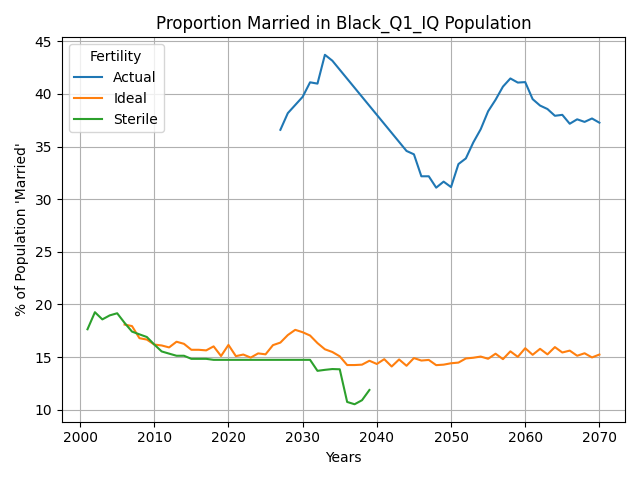 Proportion Married in Black_Q1_IQ Population
45
40
35
30
25
20
15
10
% of Population 'Married'
Fertility
Actual
Ideal
Sterile
2000 2010 2020 2030 2040 2050 2060 2070
Years